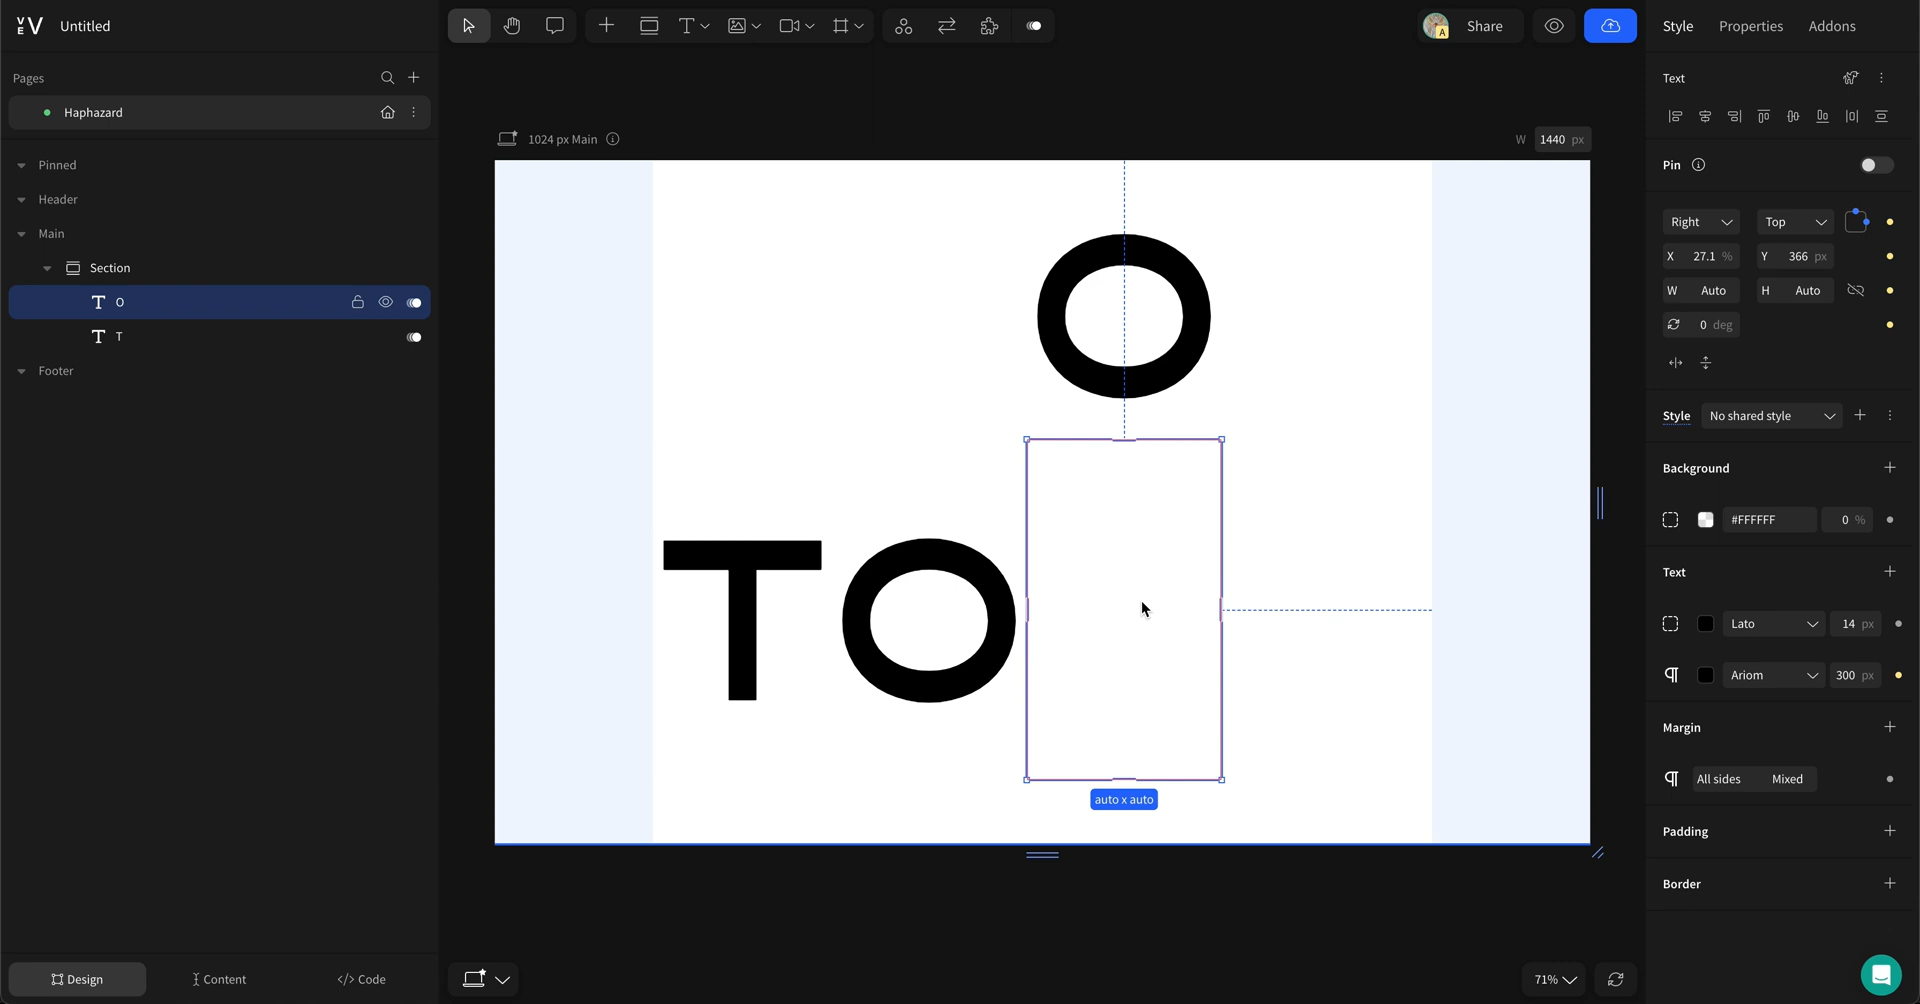 VEV Untitled
Share
Style Properties Addons
Pages
Haphazard
Pinned
Header
Main
Section
T O
T T
Footer
1024 px Main
W 1440 px
O
TO
auto x auto
Text
Pin
Right Top
X 27.1 % Y 366 px
W Auto H Auto
0 deg
Style No shared style
Background
#FFFFFF 0 %
Text
Lato 14 px
Ariom 300 px
Margin
All sides Mixed
Padding
Border
Design Content </> Code
71%
A